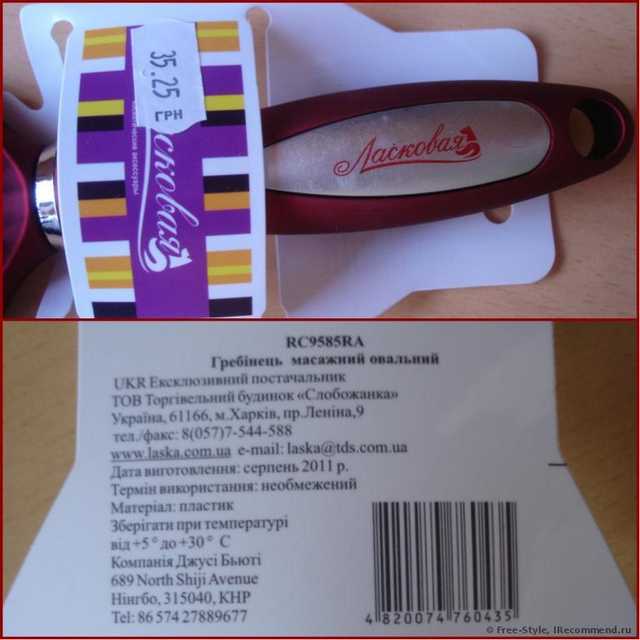 35.25
ГРН
Ласковая
RC9585RA
Гребінець масажний овальний
UKR Ексклюзивний постачальник
ТОВ Торгівельний будинок «Слобожанка»
Україна, 61166, м.Харків, пр.Леніна,9
тел./факс: 8(057)7-544-588
www.laska.com.ua e-mail: laska@tds.com.ua
Дата виготовлення: серпень 2011 р.
Термін використання: необмежений
Матеріал: пластик
Зберігати при температурі
від +5° до +30° С
Компанія Джусі Бьюті
689 North Shiji Avenue
Нінгбо, 315040, КНР
Tel: 86 574 27889677
4 820074 760435
© Free-Style, IRecommend.ru